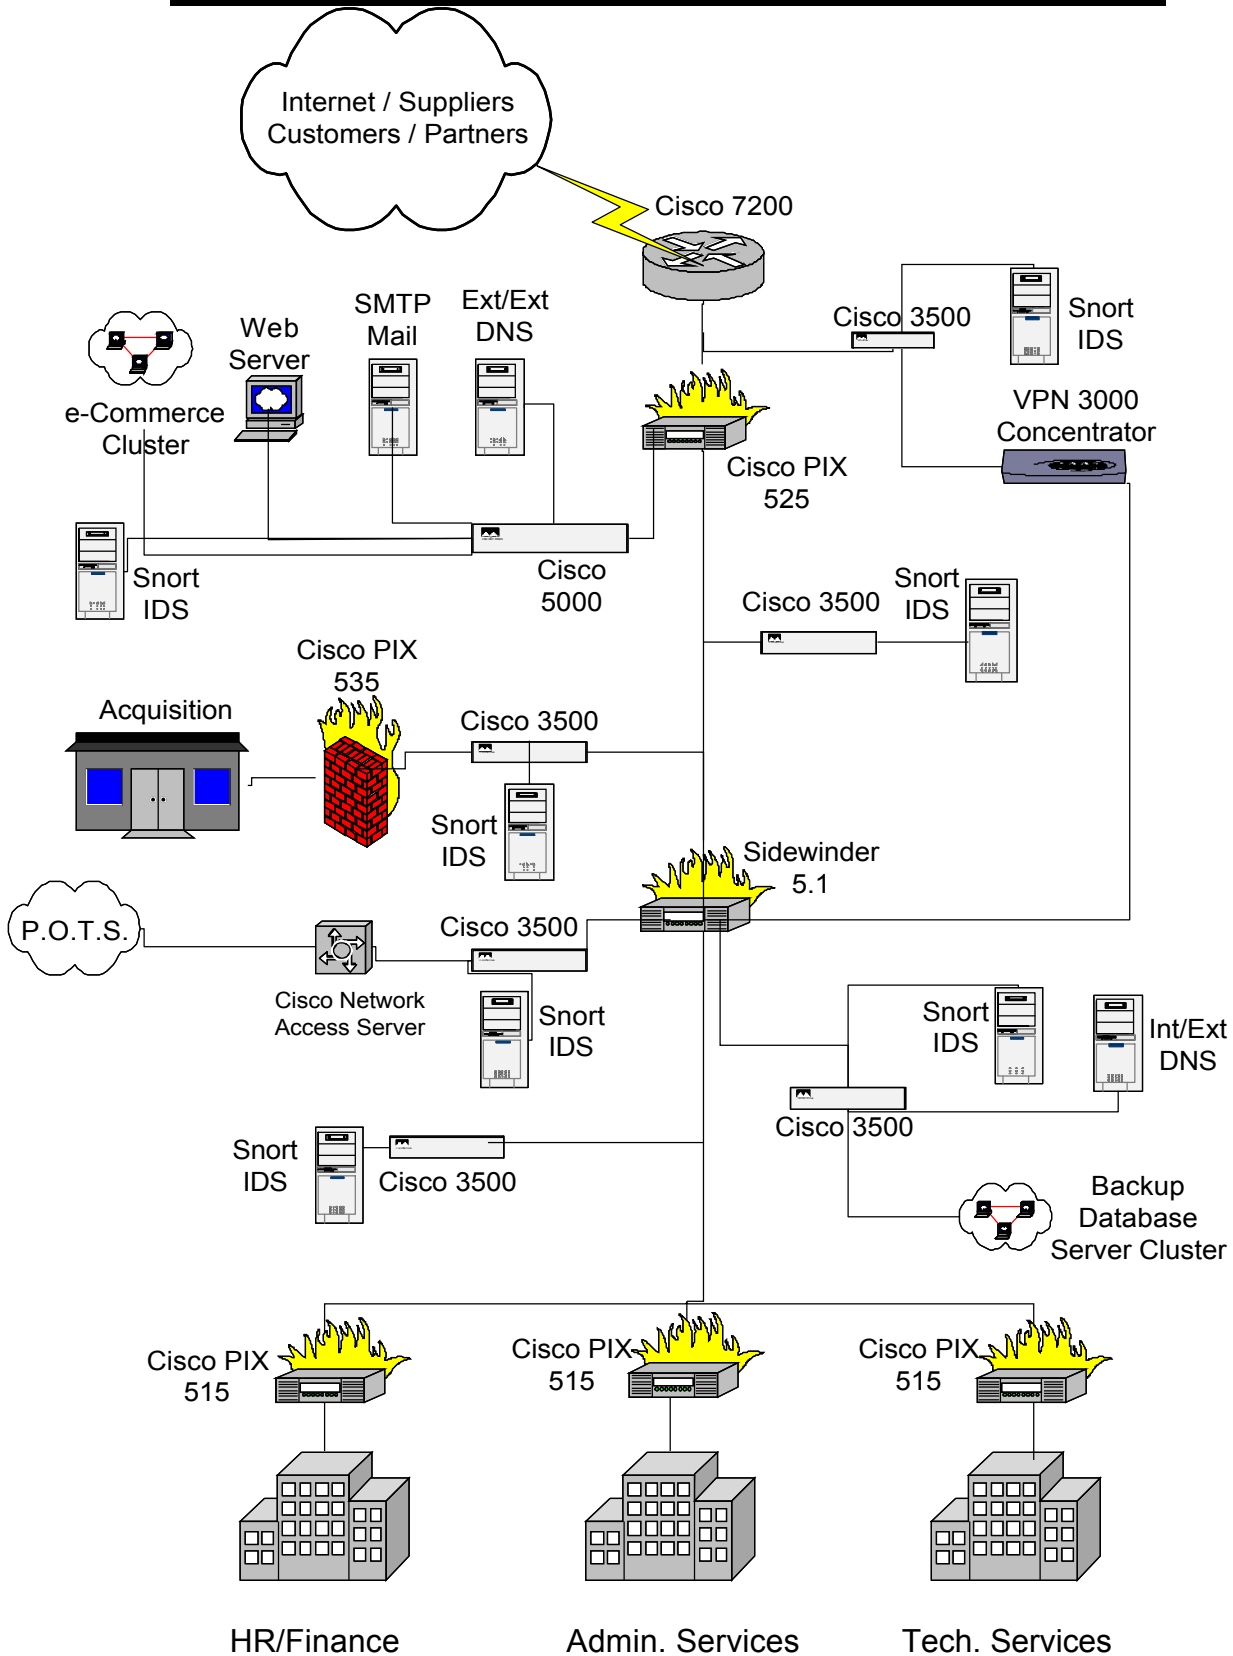 Internet / Suppliers
Customers / Partners
Cisco 7200
SMTP
Mail
Ext/Ext
DNS
Web
Server
Cisco 3500
Snort
IDS
e-Commerce
Cluster
VPN 3000
Concentrator
Cisco PIX
525
Snort
IDS
Cisco
5000
Cisco 3500
Snort
IDS
Cisco PIX
535
Acquisition
Cisco 3500
Snort
IDS
Sidewinder
5.1
P.O.T.S.
Cisco 3500
Cisco Network
Access Server
Snort
IDS
Snort
IDS
Int/Ext
DNS
Cisco 3500
Snort
IDS
Cisco 3500
Backup
Database
Server Cluster
Cisco PIX
515
Cisco PIX
515
Cisco PIX
515
HR/Finance
Admin. Services
Tech. Services